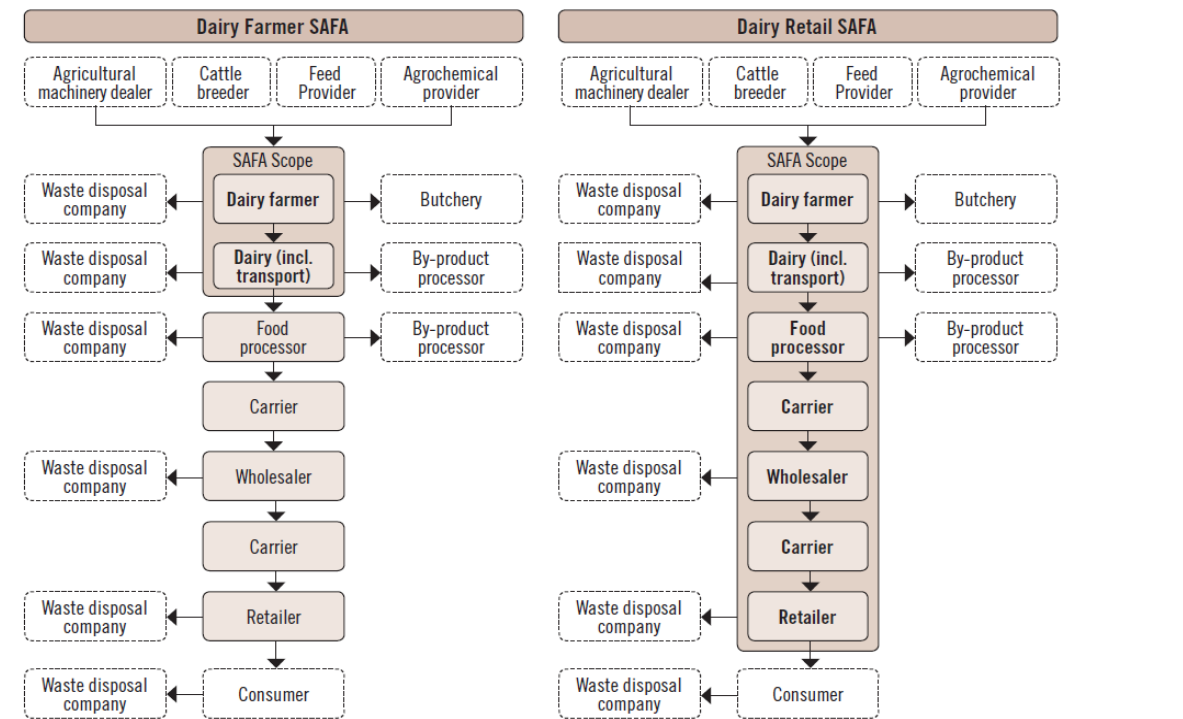 Dairy Farmer SAFA
Agricultural
machinery dealer
Cattle
breeder
Feed
Provider
Agrochemical
provider
SAFA Scope
Waste disposal
company
Dairy farmer
Butchery
Waste disposal
company
Dairy (incl.
transport)
By-product
processor
Waste disposal
company
Food
processor
By-product
processor
Carrier
Waste disposal
company
Wholesaler
Carrier
Waste disposal
company
Retailer
Waste disposal
company
Consumer
Dairy Retail SAFA
Agricultural
machinery dealer
Cattle
breeder
Feed
Provider
Agrochemical
provider
SAFA Scope
Waste disposal
company
Dairy farmer
Butchery
Waste disposal
company
Dairy (incl.
transport)
By-product
processor
Waste disposal
company
Food
processor
By-product
processor
Carrier
Waste disposal
company
Wholesaler
Carrier
Waste disposal
company
Retailer
Waste disposal
company
Consumer